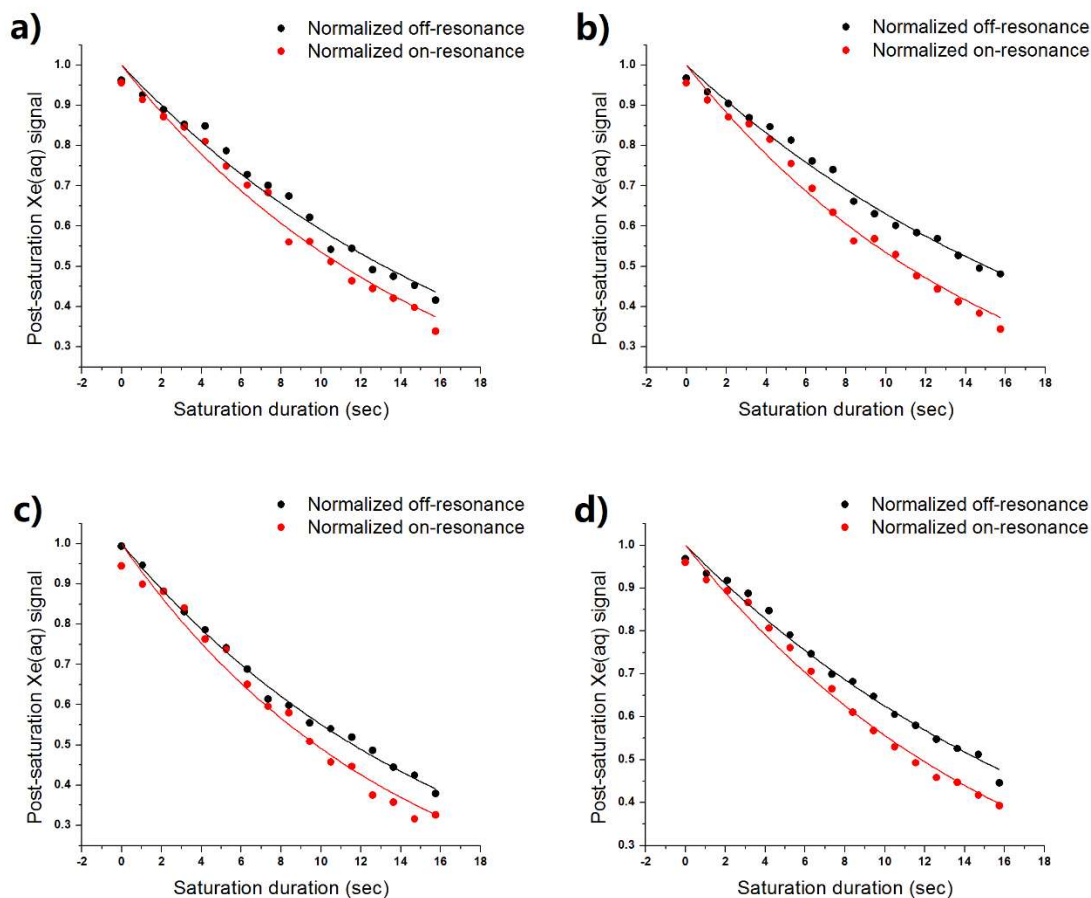 a)
Normalized off-resonance
Normalized on-resonance
Post-saturation Xe(aq) signal
1.0
0.9
0.8
0.7
0.6
0.5
0.4
0.3
-2 0 2 4 6 8 10 12 14 16 18
Saturation duration (sec)
b)
Normalized off-resonance
Normalized on-resonance
Post-saturation Xe(aq) signal
1.0
0.9
0.8
0.7
0.6
0.5
0.4
0.3
-2 0 2 4 6 8 10 12 14 16 18
Saturation duration (sec)
c)
Normalized off-resonance
Normalized on-resonance
Post-saturation Xe(aq) signal
1.0
0.9
0.8
0.7
0.6
0.5
0.4
0.3
-2 0 2 4 6 8 10 12 14 16 18
Saturation duration (sec)
d)
Normalized off-resonance
Normalized on-resonance
Post-saturation Xe(aq) signal
1.0
0.9
0.8
0.7
0.6
0.5
0.4
0.3
-2 0 2 4 6 8 10 12 14 16 18
Saturation duration (sec)